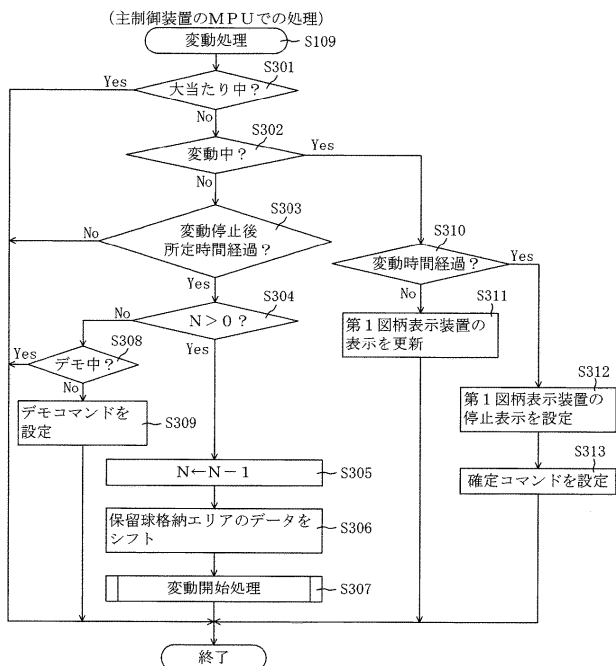 (主制御装置のMPUでの処理)
変動処理
S109
S301
Yes
大当たり中?
No
S302
変動中?
Yes
No
S303
No
変動停止後
所定時間経過?
Yes
S310
変動時間経過?
Yes
No
S304
No
N>0?
Yes
S311
第1図柄表示装置の
表示を更新
Yes
S308
デモ中?
No
S312
第1図柄表示装置の
停止表示を設定
デモコマンドを
設定
S309
S313
確定コマンドを設定
N←N-1
S305
保留球格納エリアのデータを
シフト
S306
変動開始処理
S307
終了